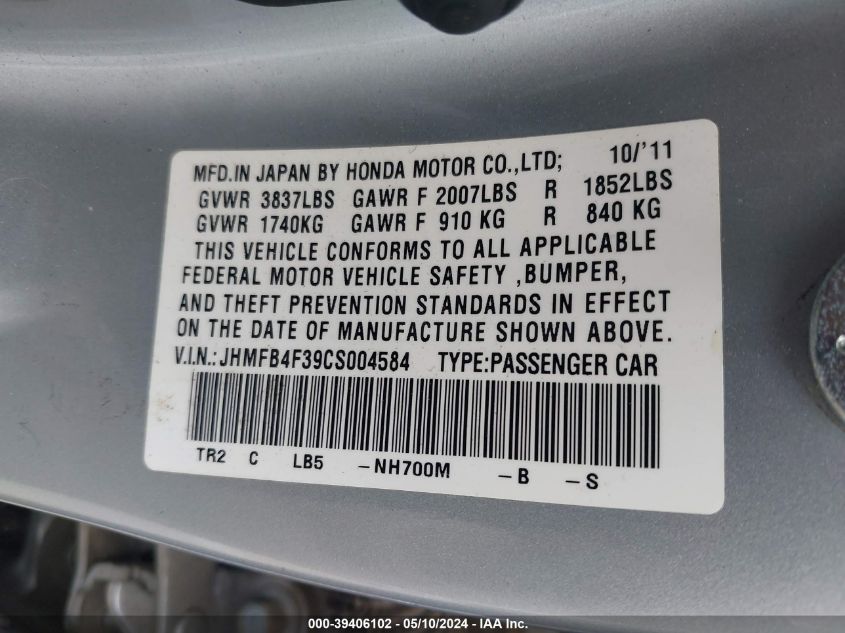 MFD.IN JAPAN BY HONDA MOTOR CO.,LTD; 10/'11
GVWR 3837LBS GAWR F 2007LBS R 1852LBS
GVWR 1740KG GAWR F 910 KG R 840 KG
THIS VEHICLE CONFORMS TO ALL APPLICABLE
FEDERAL MOTOR VEHICLE SAFETY ,BUMPER,
AND THEFT PREVENTION STANDARDS IN EFFECT
ON THE DATE OF MANUFACTURE SHOWN ABOVE.
V.I.N.:JHMFB4F39CS004584 TYPE:PASSENGER CAR
TR2 C LB5 -NH700M -B -S
000-39406102 - 05/10/2024 - IAA Inc.